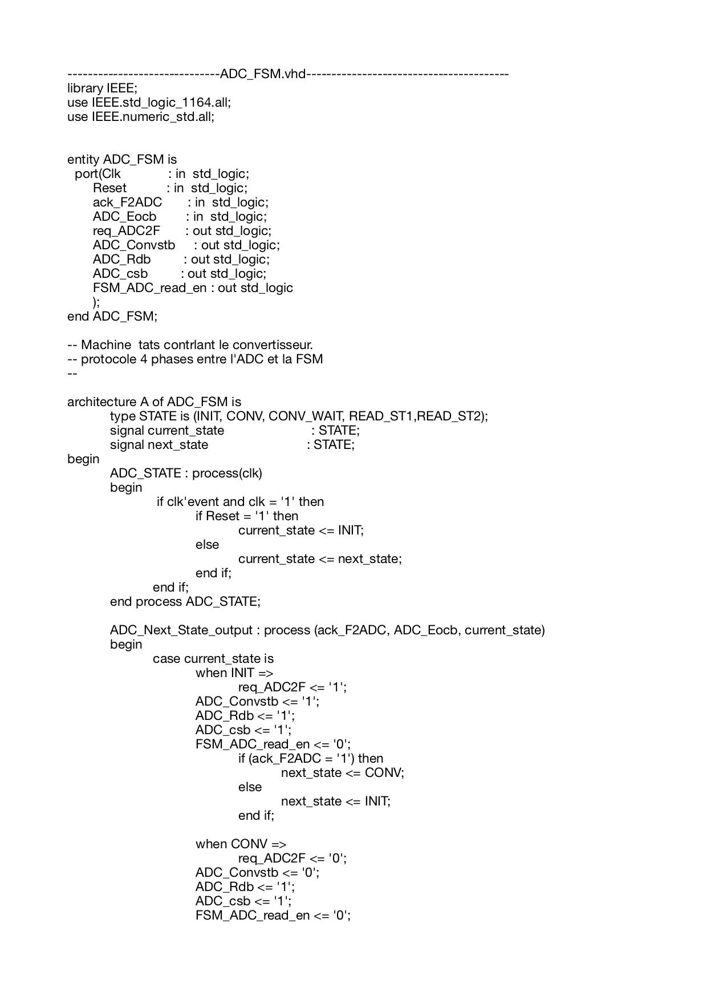 ------------------------------ADC_FSM.vhd----------------------------------------
library IEEE;
use IEEE.std_logic_1164.all;
use IEEE.numeric_std.all;
entity ADC_FSM is
port(Clk : in std_logic;
Reset : in std_logic;
ack_F2ADC : in std_logic;
ADC_Eocb : in std_logic;
req_ADC2F : out std_logic;
ADC_Convstb : out std_logic;
ADC_Rdb : out std_logic;
ADC_csb : out std_logic;
FSM_ADC_read_en : out std_logic
);
end ADC_FSM;
-- Machine tats contrlant le convertisseur.
-- protocole 4 phases entre l'ADC et la FSM
--
architecture A of ADC_FSM is
type STATE is (INIT, CONV, CONV_WAIT, READ_ST1,READ_ST2);
signal current_state : STATE;
signal next_state : STATE;
begin
ADC_STATE : process(clk)
begin
if clk'event and clk = '1' then
if Reset = '1' then
current_state <= INIT;
else
current_state <= next_state;
end if;
end if;
end process ADC_STATE;
ADC_Next_State_output : process (ack_F2ADC, ADC_Eocb, current_state)
begin
case current_state is
when INIT =>
req_ADC2F <= '1';
ADC_Convstb <= '1';
ADC_Rdb <= '1';
ADC_csb <= '1';
FSM_ADC_read_en <= '0';
if (ack_F2ADC = '1') then
next_state <= CONV;
else
next_state <= INIT;
end if;
when CONV =>
req_ADC2F <= '0';
ADC_Convstb <= '0';
ADC_Rdb <= '1';
ADC_csb <= '1';
FSM_ADC_read_en <= '0';